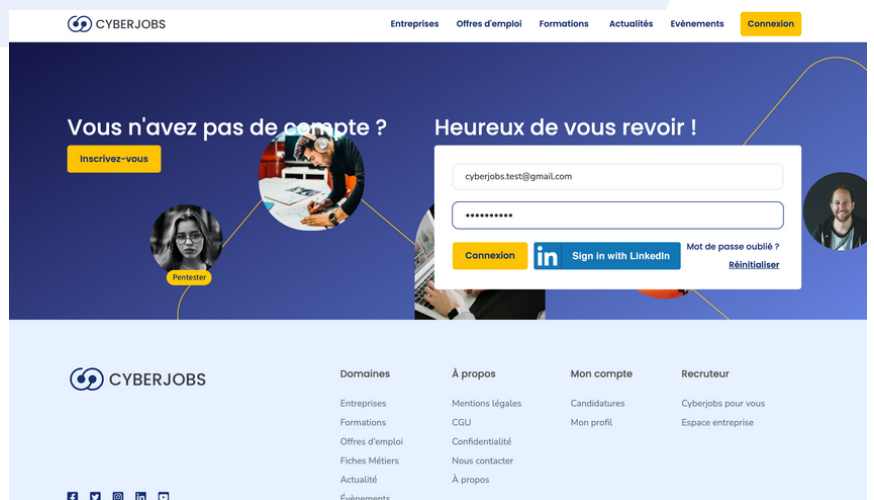 CYBERJOBS
Entreprises Offres d'emploi Formations Actualités Evènements Connexion
Vous n'avez pas de compte ?
Inscrivez-vous
Pentester
Heureux de vous revoir !
cyberjobs.test@gmail.com
••••••••••
Connexion
in Sign in with LinkedIn
Mot de passe oublié ?
Réinitialiser
CYBERJOBS
Domaines
Entreprises
Formations
Offres d'emploi
Fiches Métiers
Actualité
Évènements
À propos
Mentions légales
CGU
Confidentialité
Nous contacter
À propos
Mon compte
Candidatures
Mon profil
Recruteur
Cyberjobs pour vous
Espace entreprise